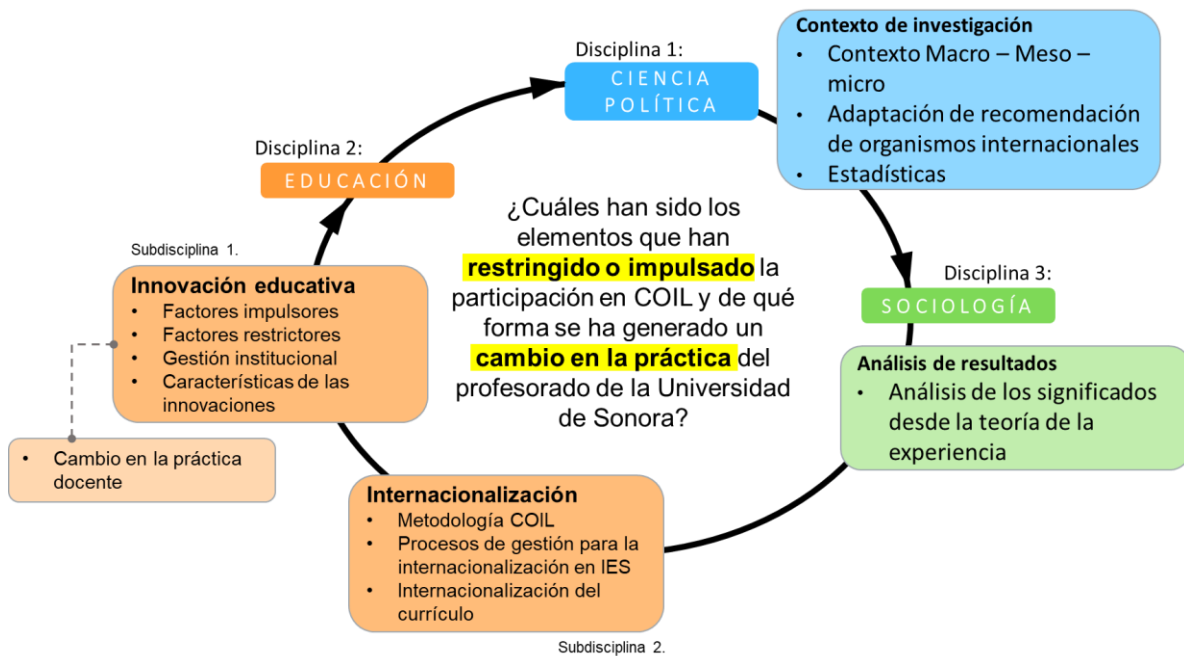 Disciplina 1:
CIENCIA
POLÍTICA
Contexto de investigación
• Contexto Macro – Meso –
micro
• Adaptación de recomendación
de organismos internacionales
• Estadísticas
Disciplina 2:
EDUCACIÓN
¿Cuáles han sido los
elementos que han
restringido o impulsado la
participación en COIL y de qué
forma se ha generado un
cambio en la práctica del
profesorado de la Universidad
de Sonora?
Subdisciplina 1.
Innovación educativa
• Factores impulsores
• Factores restrictores
• Gestión institucional
• Características de las
innovaciones
• Cambio en la práctica
docente
Disciplina 3:
SOCIOLOGÍA
Análisis de resultados
• Análisis de los significados
desde la teoría de la
experiencia
Internacionalización
• Metodología COIL
• Procesos de gestión para la
internacionalización en IES
• Internacionalización del
currículo
Subdisciplina 2.